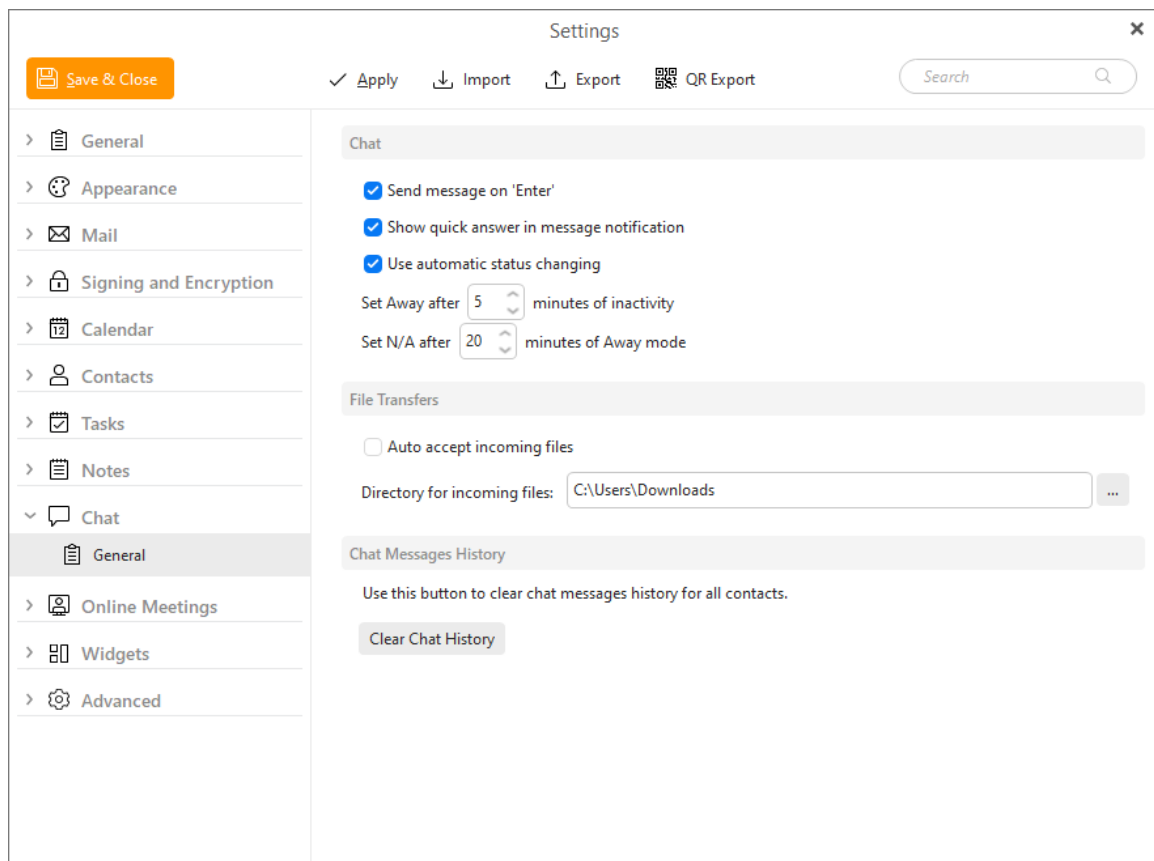 Settings
Save & Close
Apply
Import
Export
QR Export
Search
General
Appearance
Mail
Signing and Encryption
12
Calendar
Contacts
Tasks
Notes
Chat
General
Online Meetings
Widgets
Advanced
Chat
Send message on 'Enter'
Show quick answer in message notification
Use automatic status changing
Set Away after 5 minutes of inactivity
Set N/A after 20 minutes of Away mode
File Transfers
Auto accept incoming files
Directory for incoming files: C:\Users\Downloads ...
Chat Messages History
Use this button to clear chat messages history for all contacts.
Clear Chat History